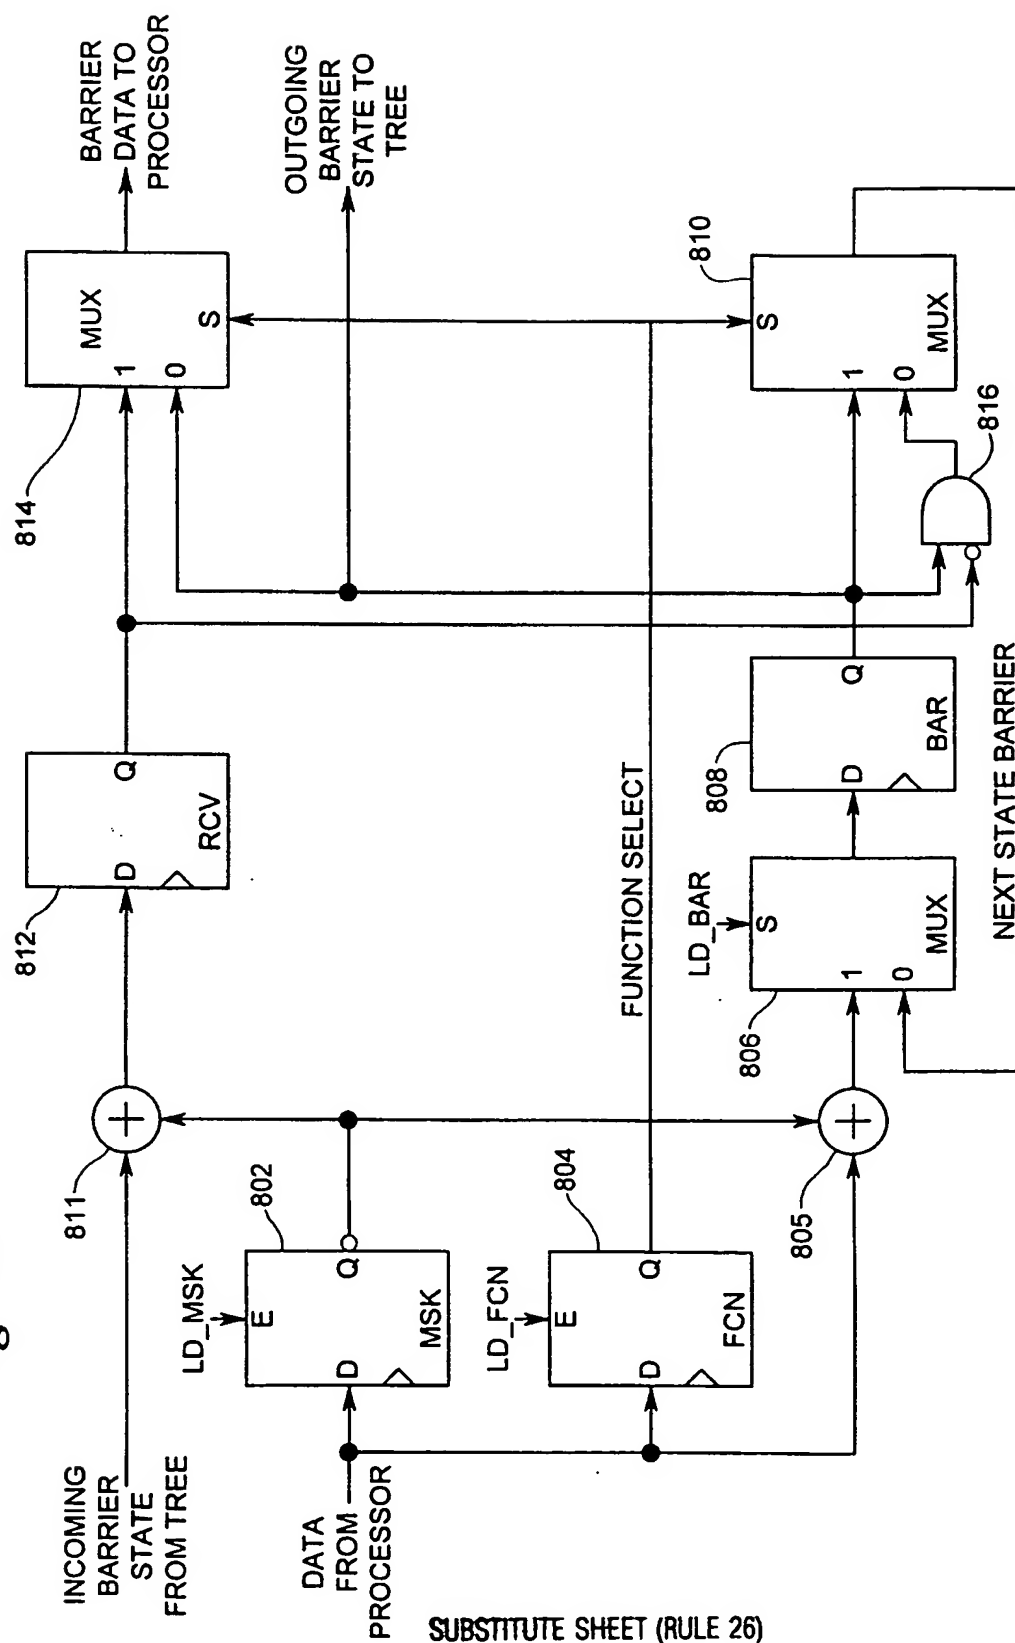 INCOMING
BARRIER
STATE
FROM TREE
811
812
D
Q
RCV
814
MUX
1
0
S
BARRIER
DATA TO
PROCESSOR
OUTGOING
BARRIER
STATE TO
TREE
DATA
FROM
PROCESSOR
LD_MSK
802
E
D
Q
MSK
LD_FCN
804
E
D
Q
FCN
FUNCTION SELECT
805
806
LD_BAR
S
1
0
MUX
808
D
Q
BAR
810
S
1
0
MUX
816
NEXT STATE BARRIER
SUBSTITUTE SHEET (RULE 26)